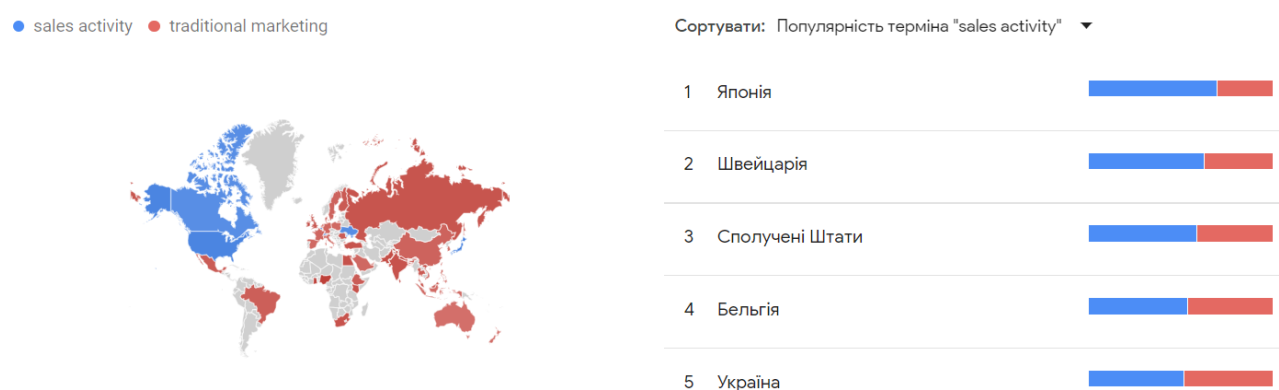 sales activity traditional marketing
Сортувати: Популярність терміна "sales activity"
1 Японія
2 Швейцарія
3 Сполучені Штати
4 Бельгія
5 Україна